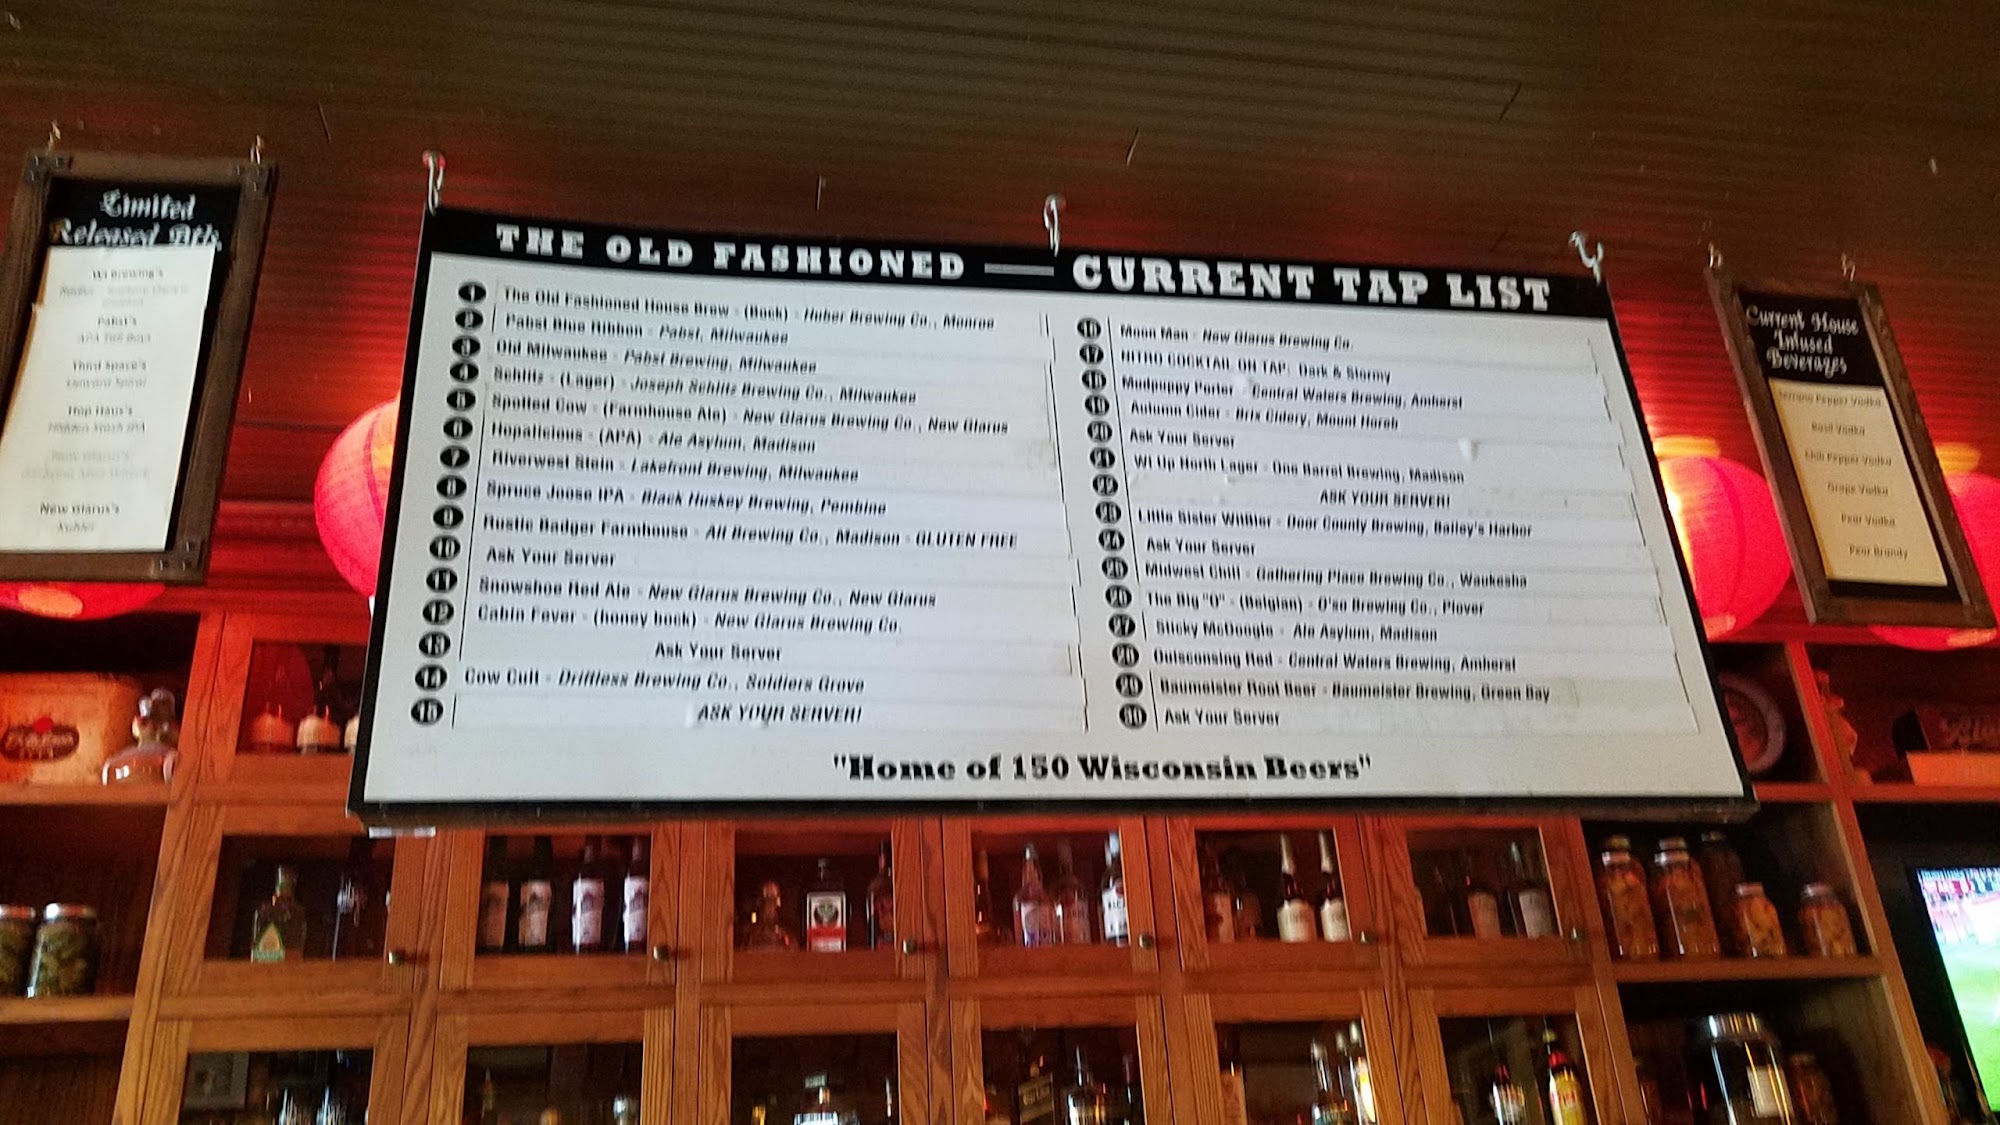 Limited
Released Btls.
WI Brewing's
Pabst's
Third Space's
Hop Haus's
New Glarus's
THE OLD FASHIONED — CURRENT TAP LIST
1 The Old Fashioned House Brew - (Bock) - Huber Brewing Co., Monroe
2 Pabst Blue Ribbon - Pabst, Milwaukee
3 Old Milwaukee - Pabst Brewing, Milwaukee
4 Schlitz - (Lager) - Joseph Schlitz Brewing Co., Milwaukee
5 Spotted Cow - (Farmhouse Ale) - New Glarus Brewing Co., New Glarus
6 Hopalicious - (APA) - Ale Asylum, Madison
7 Riverwest Stein - Lakefront Brewing, Milwaukee
8 Spruce Joose IPA - Black Huskey Brewing, Pembine
9 Rustic Badger Farmhouse - Alt Brewing Co., Madison - GLUTEN FREE
10 Ask Your Server
11 Snowshoe Red Ale - New Glarus Brewing Co., New Glarus
12 Cabin Fever - (honey bock) - New Glarus Brewing Co.
13 Ask Your Server
14 Cow Cult - Driftless Brewing Co., Soldiers Grove
15 ASK YOUR SERVER!
16 Moon Man - New Glarus Brewing Co.
17 NITRO COCKTAIL ON TAP: Dark & Stormy
18 Mudpuppy Porter - Central Waters Brewing, Amherst
19 Autumn Cider - Brix Cidery, Mount Horeb
20 Ask Your Server
21 WI Up North Lager - One Barrel Brewing, Madison
22 ASK YOUR SERVER!
23 Little Sister WitBier - Door County Brewing, Bailey's Harbor
24 Ask Your Server
25 Midwest Chill - Gathering Place Brewing Co., Waukesha
26 The Big "O" - (Belgian) - O'so Brewing Co., Plover
27 Sticky McDoogle - Ale Asylum, Madison
28 Ouisconsing Red - Central Waters Brewing, Amherst
29 Baumeister Root Beer - Baumeister Brewing, Green Bay
30 Ask Your Server
"Home of 150 Wisconsin Beers"
Current House
Infused
Beverages
Serrano Pepper Vodka
Basil Vodka
Chili Pepper Vodka
Grape Vodka
Pear Vodka
Pear Brandy